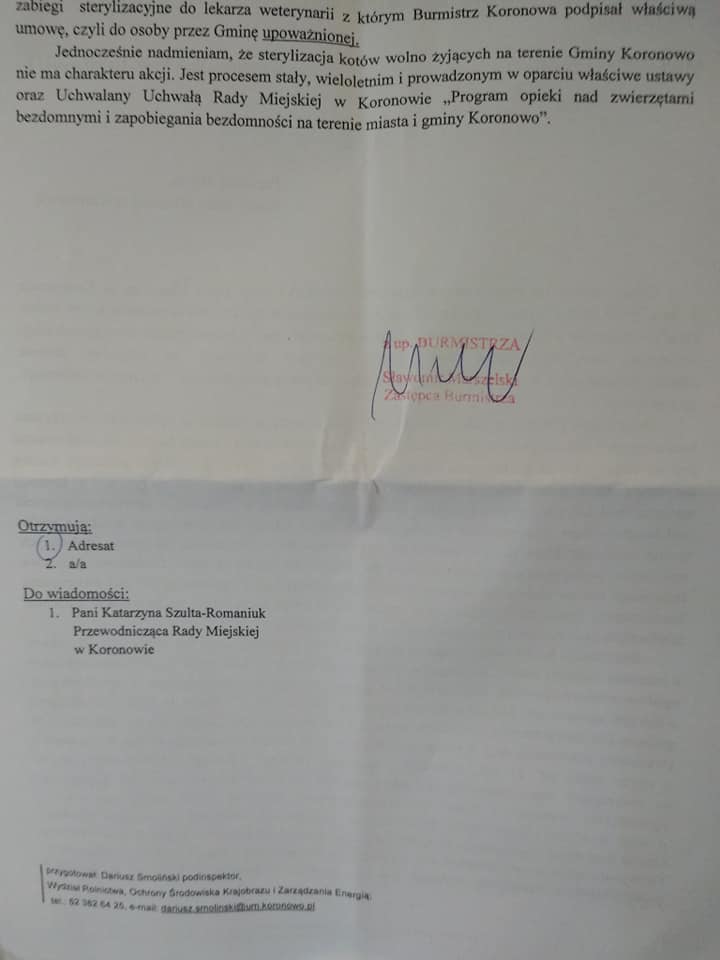 zabiegi sterylizacyjne do lekarza weterynarii z którym Burmistrz Koronowa podpisał właściwą
umowę, czyli do osoby przez Gminę upoważnionej.
Jednocześnie nadmieniam, że sterylizacja kotów wolno żyjących na terenie Gminy Koronowo
nie ma charakteru akcji. Jest procesem stały, wieloletnim i prowadzonym w oparciu właściwe ustawy
oraz Uchwalany Uchwałą Rady Miejskiej w Koronowie „Program opieki nad zwierzętami
bezdomnymi i zapobiegania bezdomności na terenie miasta i gminy Koronowo”.
up. BURMISTRZA
Sławomir Marszelski
Zastępca Burmistrza
Otrzymują:
1. Adresat
2. a/a
Do wiadomości:
1. Pani Katarzyna Szulta-Romaniuk
Przewodnicząca Rady Miejskiej
w Koronowie
przygotował: Dariusz Smoliński podinspektor,
Wydział Rolnictwa, Ochrony Środowiska Krajobrazu i Zarządzania Energią;
tel.: 52 382 64 25, e-mail: dariusz.smolinski@um.koronowo.pl